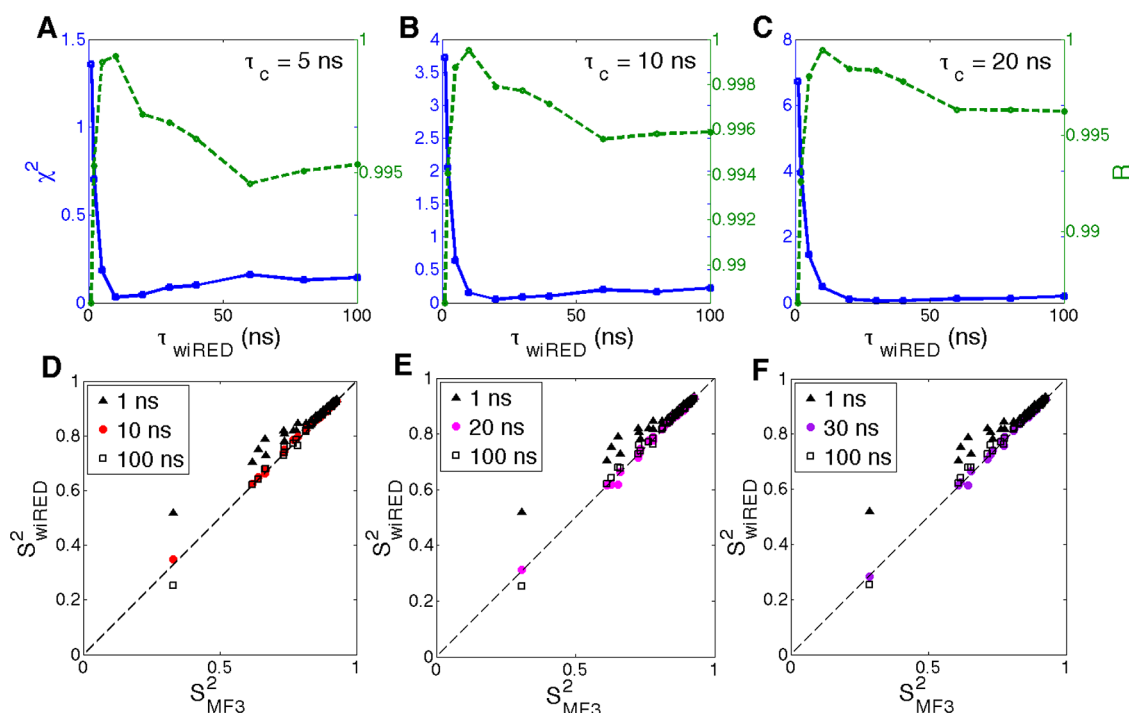 A
1.5
1
0.5
0
χ²
1
0.995
τ c = 5 ns
0
50
100
τ wiRED (ns)
B
4
3.5
3
2.5
2
1.5
1
0.5
0
0.998
0.996
0.994
0.992
0.99
τ c = 10 ns
0
50
100
τ wiRED (ns)
C
8
6
4
2
0
1
0.995
0.99
R
τ c = 20 ns
0
50
100
τ wiRED (ns)
D
1
0.8
0.6
0.4
0.2
0
S²wiRED
1 ns
10 ns
100 ns
0
0.5
1
S²MF3
E
1
0.8
0.6
0.4
0.2
0
S²wiRED
1 ns
20 ns
100 ns
0
0.5
1
S²MF3
F
1
0.8
0.6
0.4
0.2
0
S²wiRED
1 ns
30 ns
100 ns
0
0.5
1
S²MF3